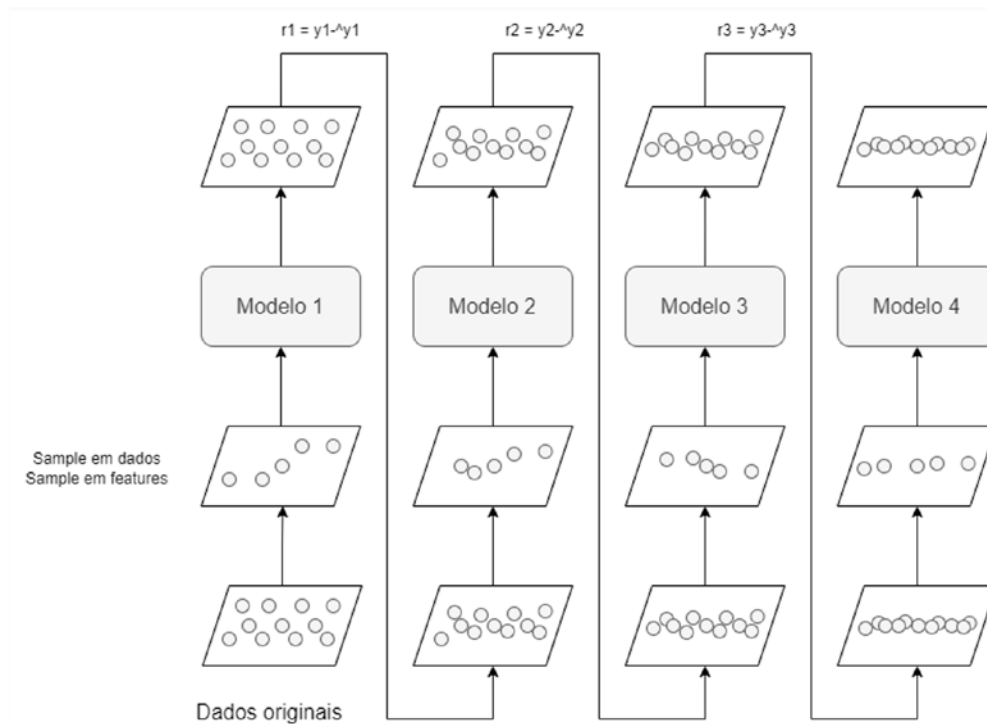 r1 = y1-^y1
r2 = y2-^y2
r3 = y3-^y3
Modelo 1
Modelo 2
Modelo 3
Modelo 4
Sample em dados
Sample em features
Dados originais